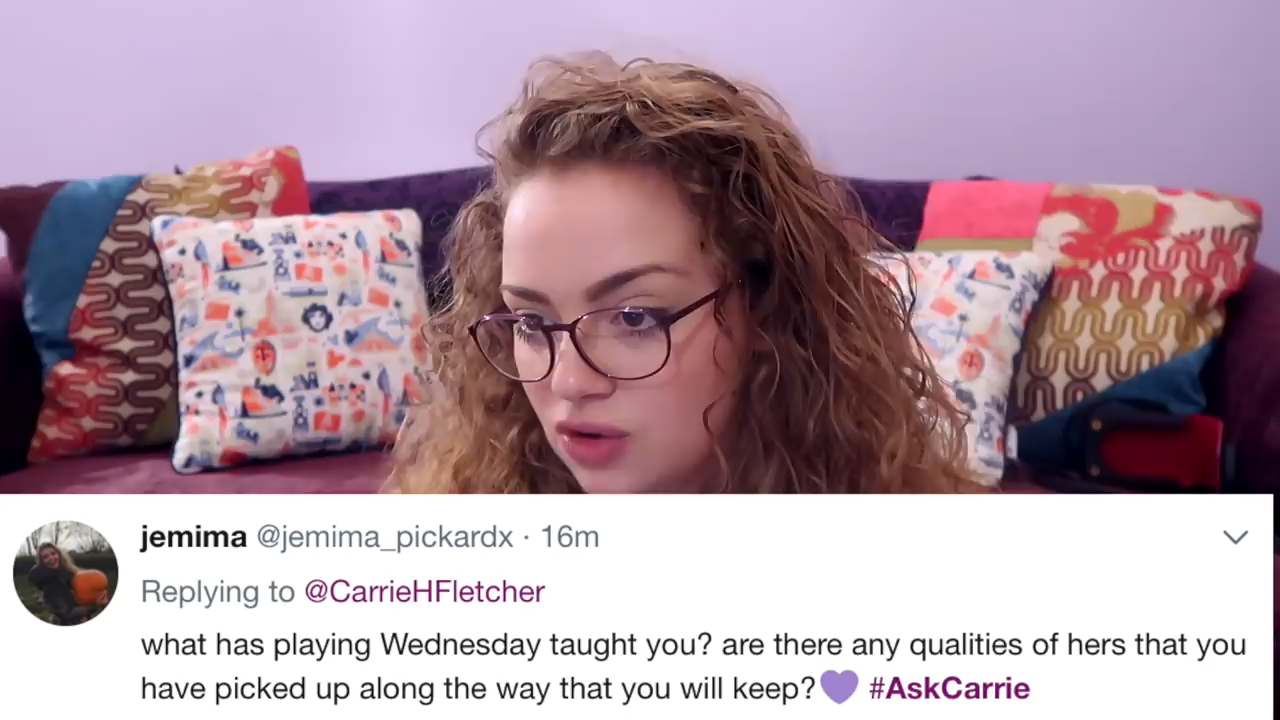 jemima @jemima_pickardx · 16m
Replying to @CarrieHFletcher
what has playing Wednesday taught you? are there any qualities of hers that you
have picked up along the way that you will keep?💜 #AskCarrie